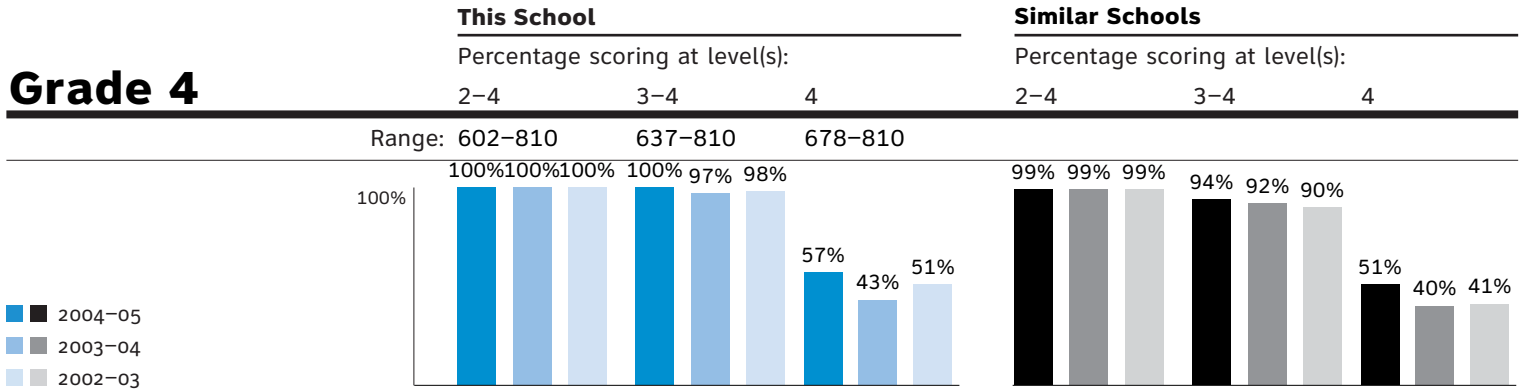 This School Similar Schools
Percentage scoring at level(s): Percentage scoring at level(s):
Grade 4 2–4 3–4 4 2–4 3–4 4
Range: 602–810 637–810 678–810
100% 100% 100% 100% 97% 98% 57% 43% 51% 99% 99% 99% 94% 92% 90% 51% 40% 41%
100%
2004–05
2003–04
2002–03